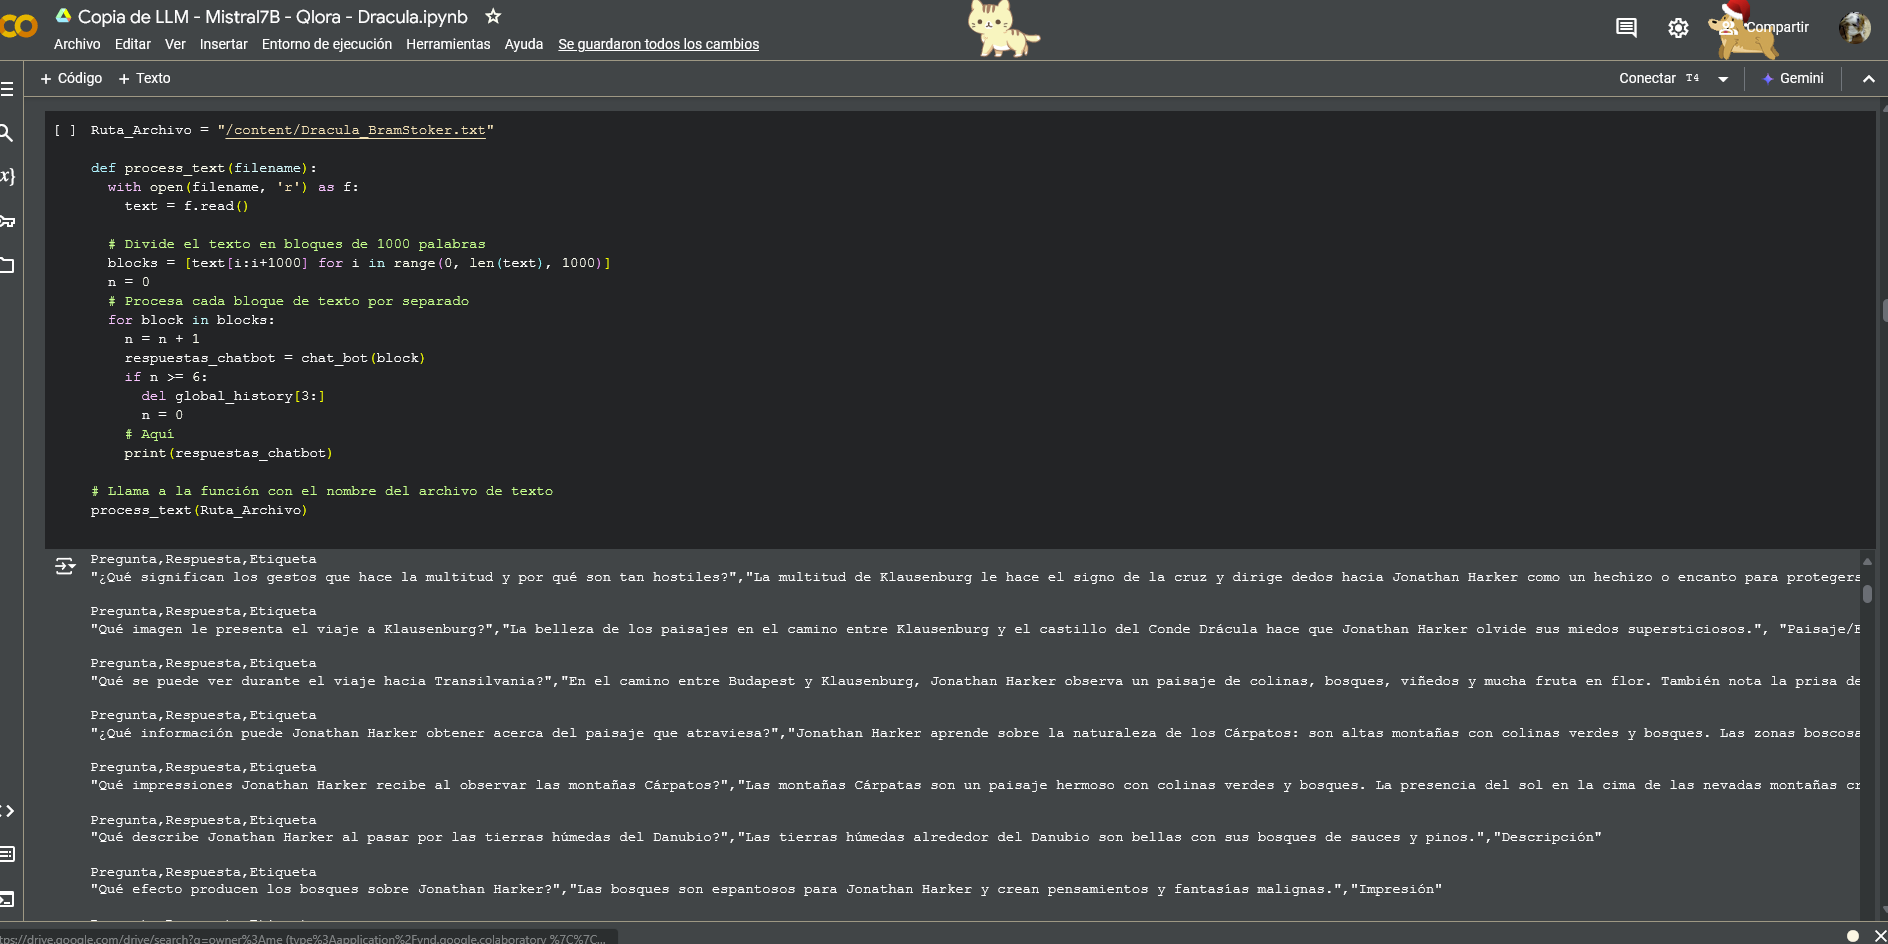 Copia de LLM - Mistral7B - Qlora - Dracula.ipynb
Archivo Editar Ver Insertar Entorno de ejecución Herramientas Ayuda Se guardaron todos los cambios
Compartir
+ Código + Texto
Conectar T4
Gemini
[ ] Ruta_Archivo = "/content/Dracula_BramStoker.txt"
def process_text(filename):
with open(filename, 'r') as f:
text = f.read()
# Divide el texto en bloques de 1000 palabras
blocks = [text[i:i+1000] for i in range(0, len(text), 1000)]
n = 0
# Procesa cada bloque de texto por separado
for block in blocks:
n = n + 1
respuestas_chatbot = chat_bot(block)
if n >= 6:
del global_history[3:]
n = 0
# Aquí
print(respuestas_chatbot)
# Llama a la función con el nombre del archivo de texto
process_text(Ruta_Archivo)
Pregunta,Respuesta,Etiqueta
"¿Qué significan los gestos que hace la multitud y por qué son tan hostiles?","La multitud de Klausenburg le hace el signo de la cruz y dirige dedos hacia Jonathan Harker como un hechizo o encanto para protegers
Pregunta,Respuesta,Etiqueta
"Qué imagen le presenta el viaje a Klausenburg?","La belleza de los paisajes en el camino entre Klausenburg y el castillo del Conde Drácula hace que Jonathan Harker olvide sus miedos supersticiosos.", "Paisaje/E
Pregunta,Respuesta,Etiqueta
"Qué se puede ver durante el viaje hacia Transilvania?","En el camino entre Budapest y Klausenburg, Jonathan Harker observa un paisaje de colinas, bosques, viñedos y mucha fruta en flor. También nota la prisa de
Pregunta,Respuesta,Etiqueta
"¿Qué información puede Jonathan Harker obtener acerca del paisaje que atraviesa?","Jonathan Harker aprende sobre la naturaleza de los Cárpatos: son altas montañas con colinas verdes y bosques. Las zonas boscosa
Pregunta,Respuesta,Etiqueta
"Qué impresiones Jonathan Harker recibe al observar las montañas Cárpatos?","Las montañas Cárpatas son un paisaje hermoso con colinas verdes y bosques. La presencia del sol en la cima de las nevadas montañas cr
Pregunta,Respuesta,Etiqueta
"Qué describe Jonathan Harker al pasar por las tierras húmedas del Danubio?","Las tierras húmedas alrededor del Danubio son bellas con sus bosques de sauces y pinos.","Descripción"
Pregunta,Respuesta,Etiqueta
"Qué efecto producen los bosques sobre Jonathan Harker?","Las bosques son espantosos para Jonathan Harker y crean pensamientos y fantasías malignas.","Impresión"
ttps://drive.google.com/drive/search?q=owner%3Ame (type%3Aapplication%2Fvnd.google.colaboratory %7C%7C...